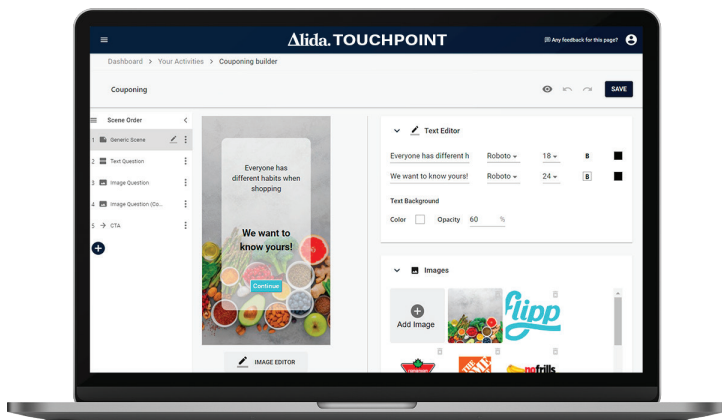 Alida. TOUCHPOINT
Any feedback for this page?
Dashboard > Your Activities > Couponing builder
Couponing
SAVE
Scene Order
1 Generic Scene
2 Text Question
3 Image Question
4 Image Question (Co...
5 CTA
Everyone has
different habits when
shopping
We want to
know yours!
Continue
IMAGE EDITOR
Text Editor
Everyone has different h Roboto 18 B
We want to know yours! Roboto 24 B
Text Background
Color Opacity 60 %
Images
Add Image
flipp
THE
nofrills